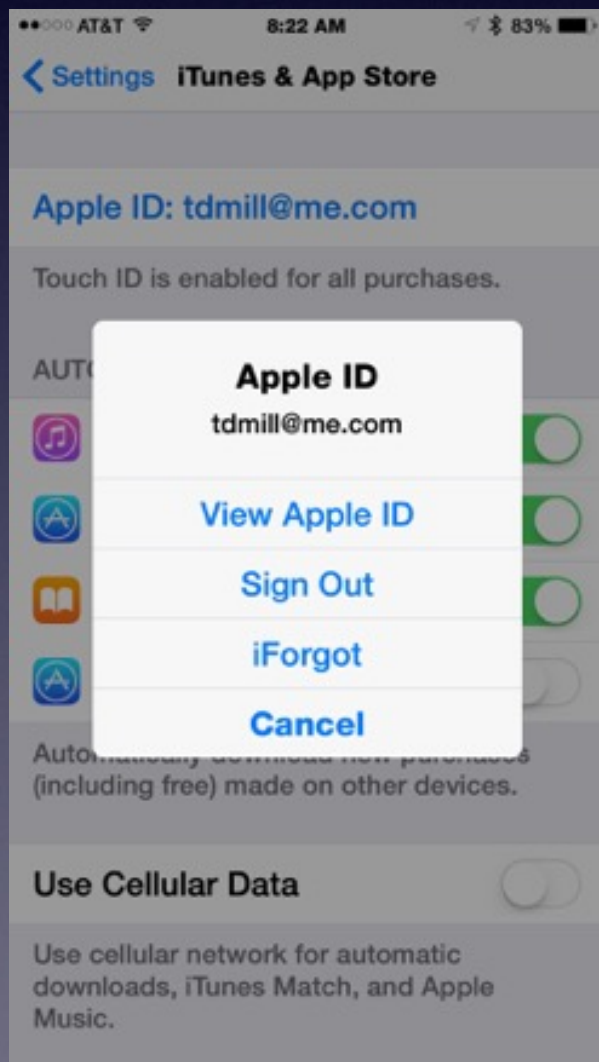 AT&T 8:22 AM 83%
Settings iTunes & App Store
Apple ID: tdmill@me.com
Touch ID is enabled for all purchases.
Apple ID
tdmill@me.com
View Apple ID
Sign Out
iForgot
Cancel
(including free) made on other devices.
Use Cellular Data
Use cellular network for automatic
downloads, iTunes Match, and Apple
Music.